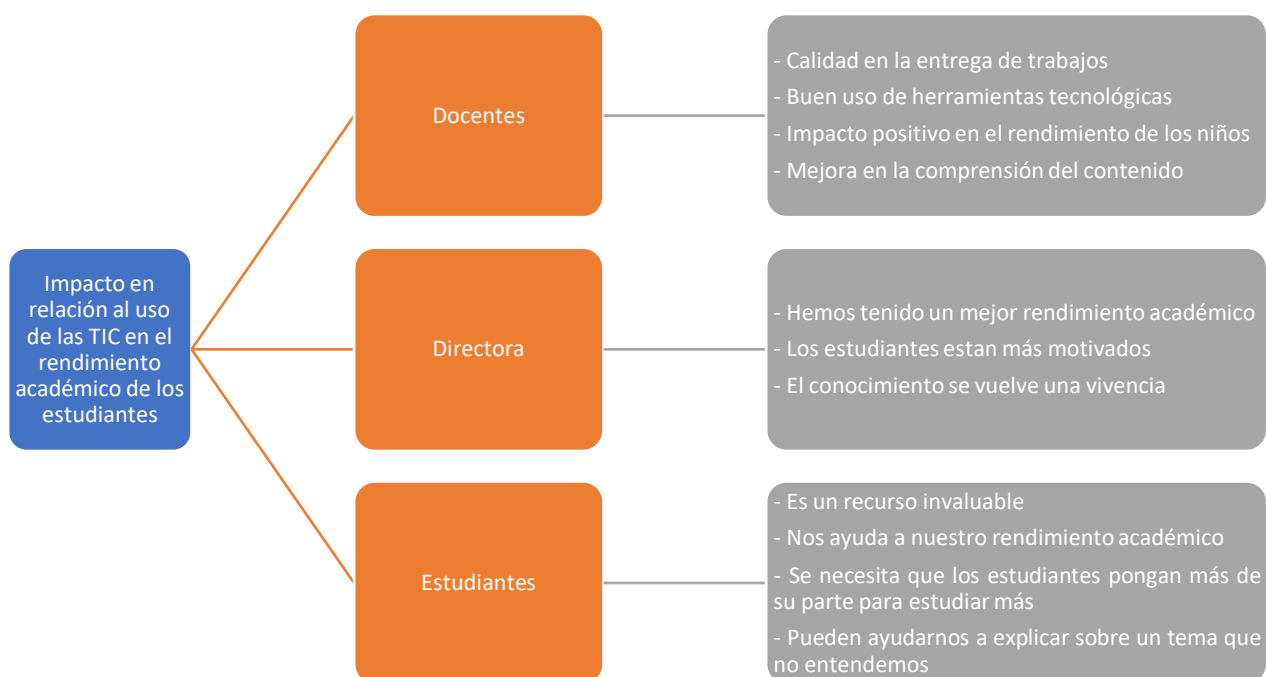 Impacto en
relación al uso
de las TIC en el
rendimiento
académico de los
estudiantes
Docentes
- Calidad en la entrega de trabajos
- Buen uso de herramientas tecnológicas
- Impacto positivo en el rendimiento de los niños
- Mejora en la comprensión del contenido
Directora
- Hemos tenido un mejor rendimiento académico
- Los estudiantes estan más motivados
- El conocimiento se vuelve una vivencia
Estudiantes
- Es un recurso invaluable
- Nos ayuda a nuestro rendimiento académico
- Se necesita que los estudiantes pongan más de
su parte para estudiar más
- Pueden ayudarnos a explicar sobre un tema que
no entendemos